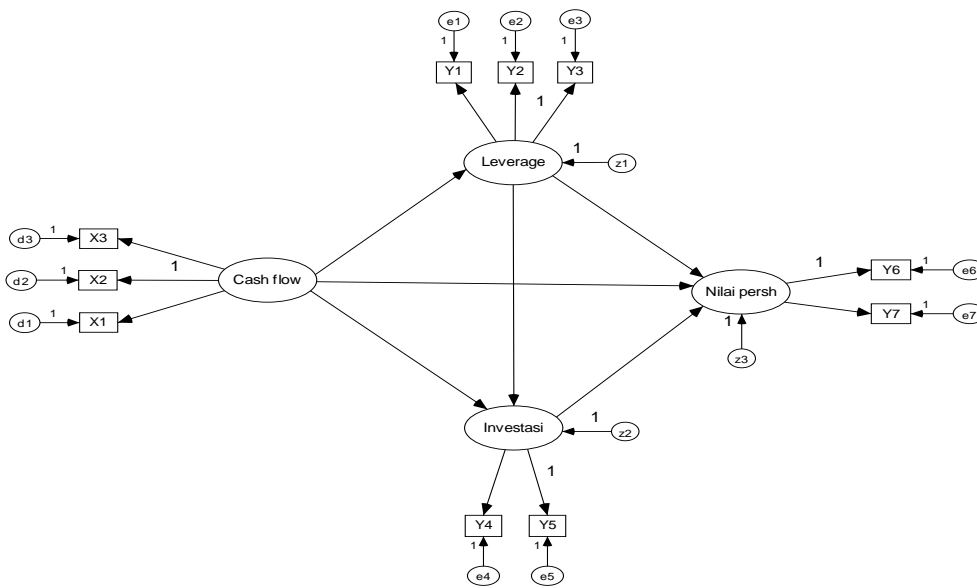 e1 e2 e3
1 1 1
Y1 Y2 Y3
1
Leverage 1 z1
d3 1 X3
d2 1 X2 1 Cash flow
d1 1 X1
1 Y6 1 e6
Nilai persh
1 Y7 1 e7
z3
Investasi 1 z2
1
Y4 Y5
1 1
e4 e5